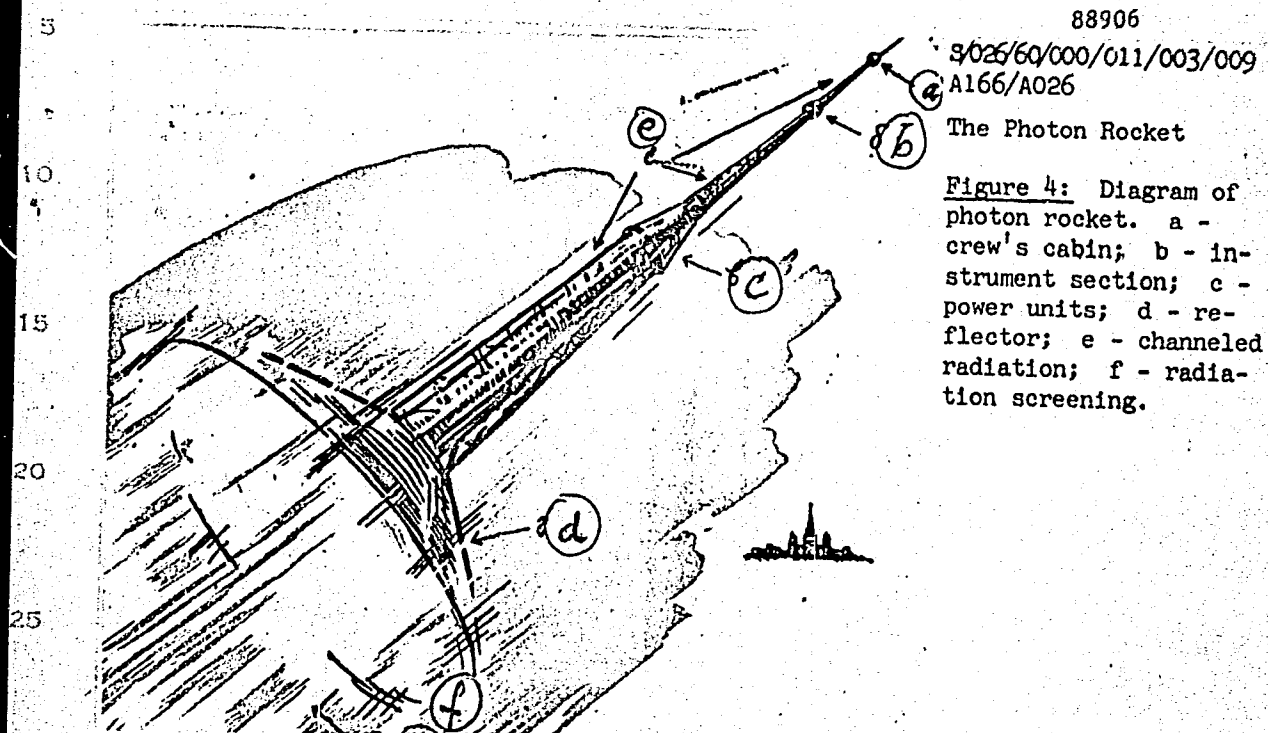 88906
S/026/60/000/011/003/009
A166/A026
The Photon Rocket
Figure 4: Diagram of
photon rocket. a -
crew's cabin; b - in-
strument section; c -
power units; d - re-
flector; e - channeled
radiation; f - radia-
tion screening.
a
b
c
d
e
f
5
10
15
20
25